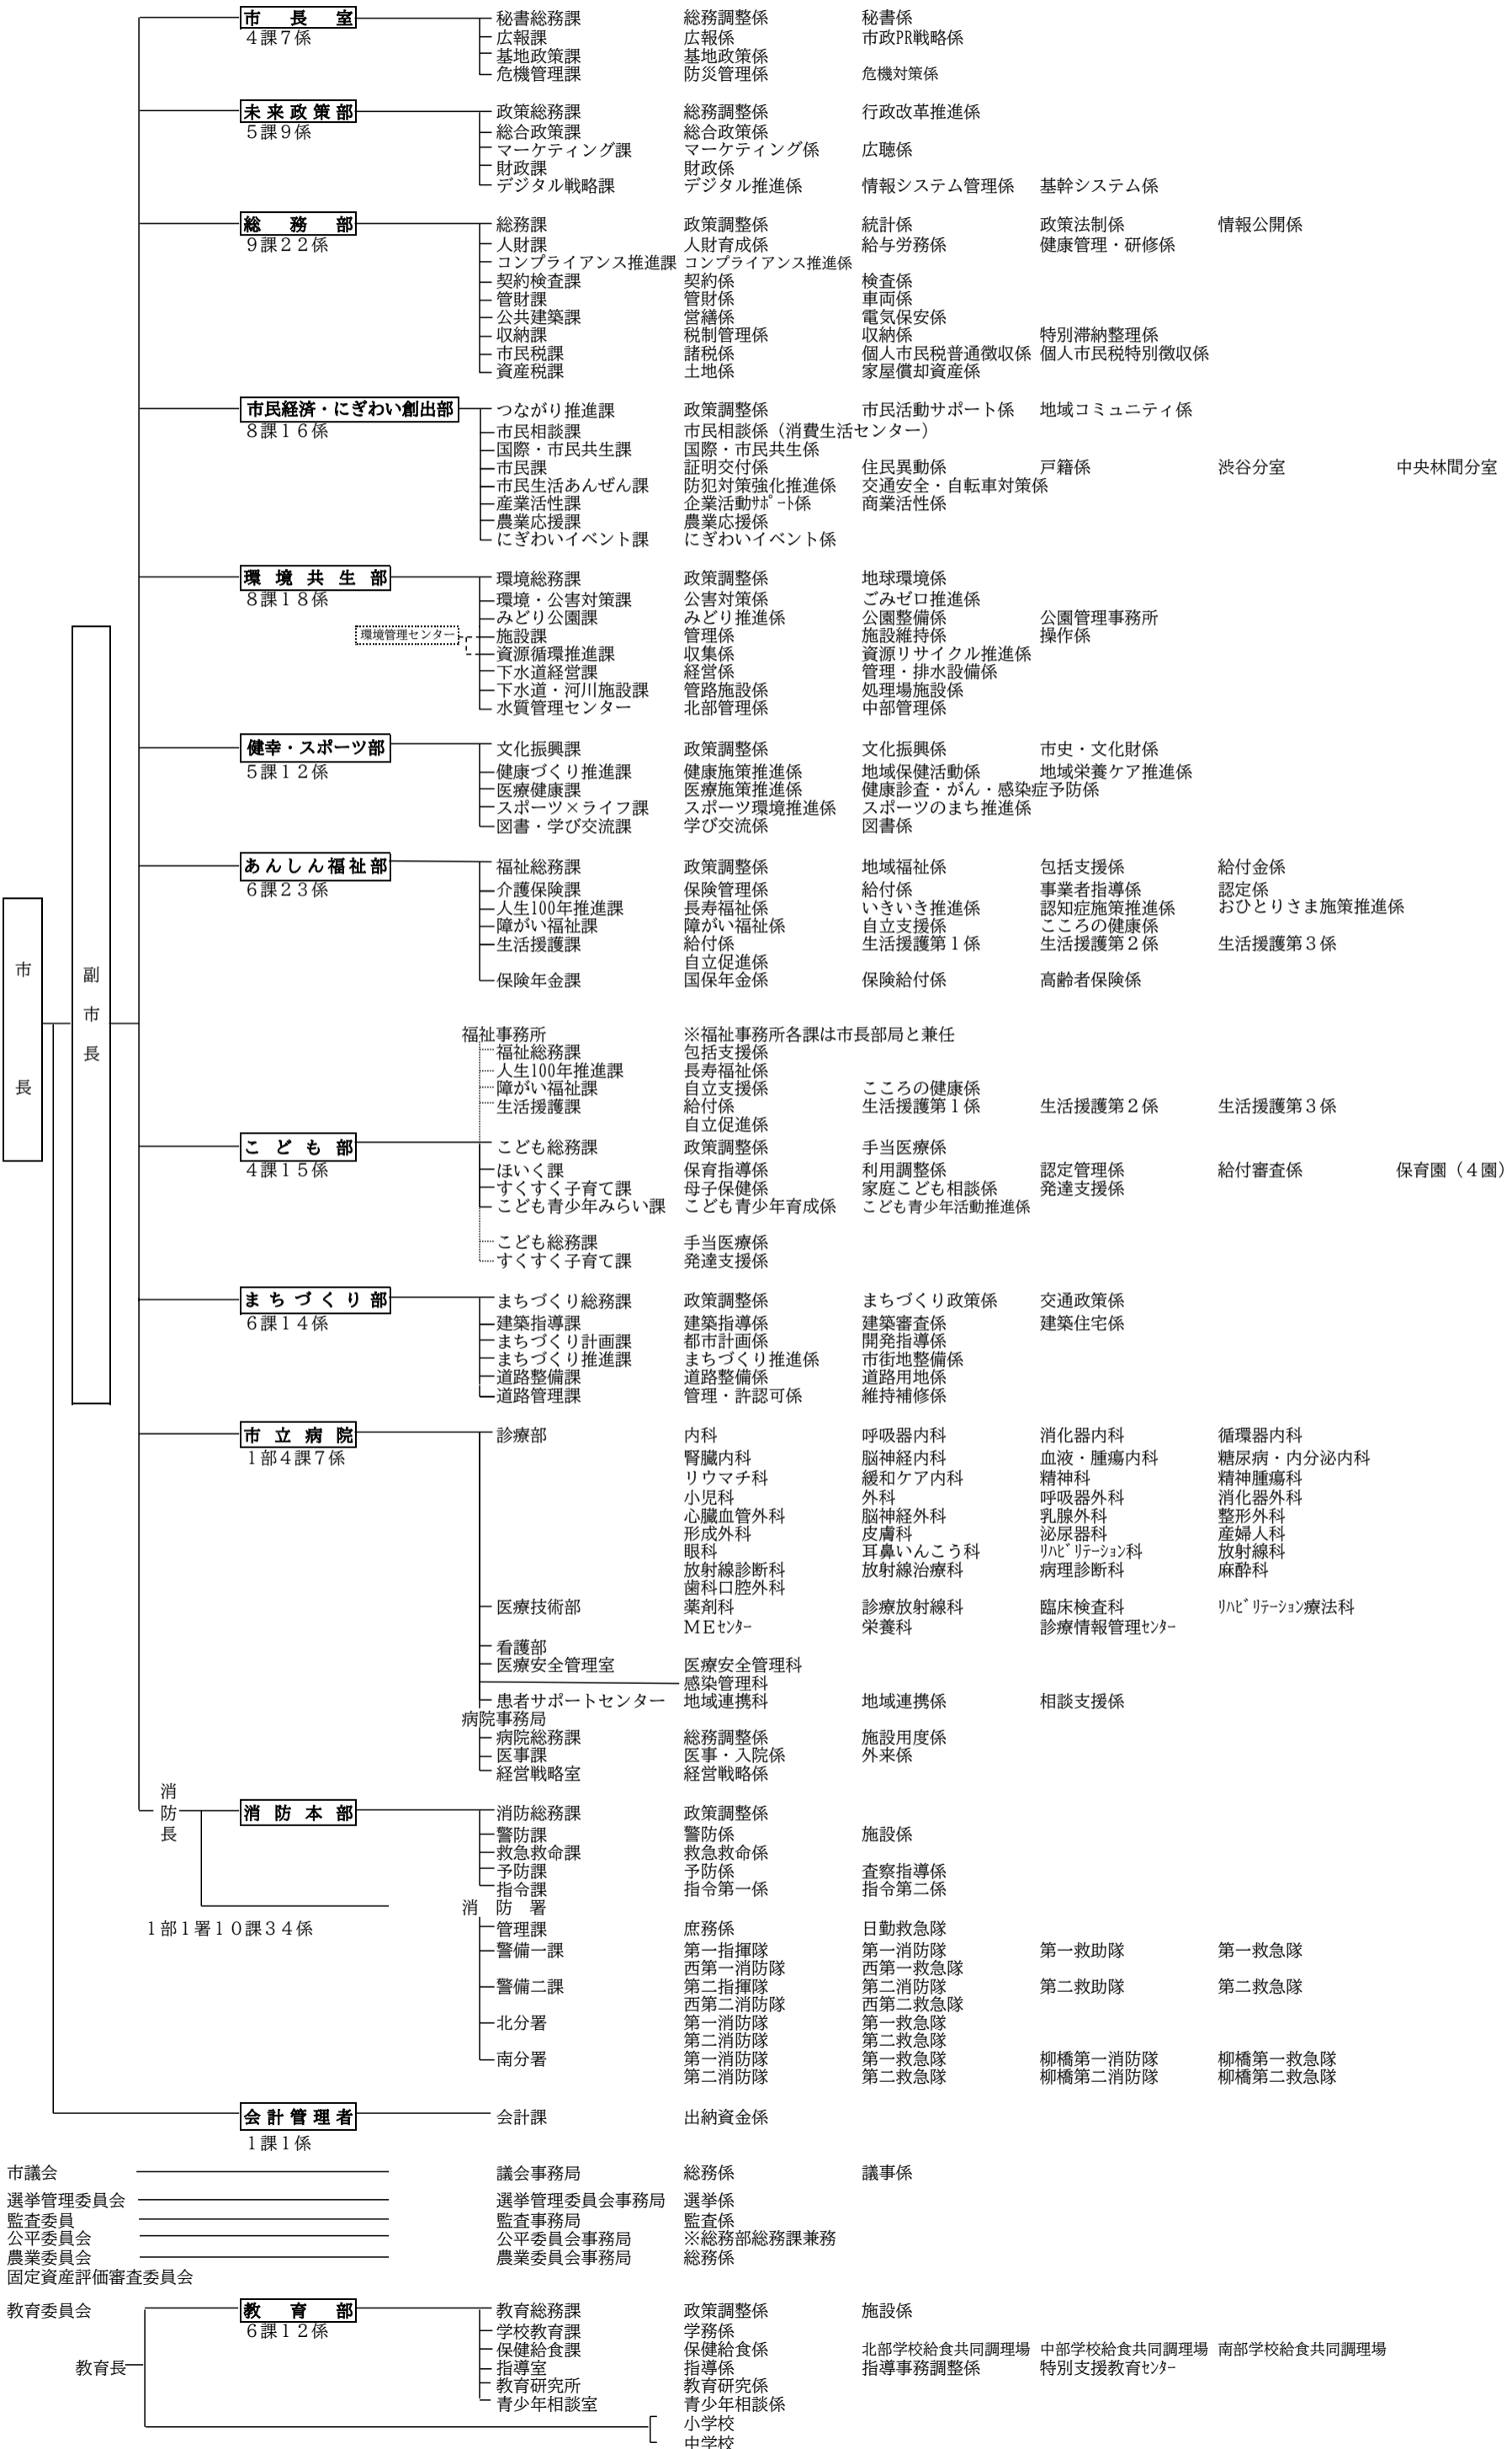 市　長　室　秘書総務課　総務調整係　秘書係
４課７係　広報課　広報係　市政PR戦略係
基地政策課　基地政策係
危機管理課　防災管理係　危機対策係
未来政策部　政策総務課　総務調整係　行政改革推進係
５課９係　総合政策課　総合政策係
マーケティング課　マーケティング係　広聴係
財政課　財政係
デジタル戦略課　デジタル推進係　情報システム管理係　基幹システム係
総　務　部　総務課　政策調整係　統計係　政策法制係　情報公開係
９課２２係　人財課　人財育成係　給与労務係　健康管理・研修係
コンプライアンス推進課　コンプライアンス推進係
契約検査課　契約係　検査係
管財課　管財係　車両係
公共建築課　営繕係　電気保安係
収納課　税制管理係　収納係　特別滞納整理係
市民税課　諸税係　個人市民税普通徴収係　個人市民税特別徴収係
資産税課　土地係　家屋償却資産係
市民経済・にぎわい創出部　つながり推進課　政策調整係　市民活動サポート係　地域コミュニティ係
８課１６係　市民相談課　市民相談係（消費生活センター）
国際・市民共生課　国際・市民共生係
市民課　証明交付係　住民異動係　戸籍係　渋谷分室　中央林間分室
市民生活あんぜん課　防犯対策強化推進係　交通安全・自転車対策係
産業活性課　企業活動ｻﾎﾟｰﾄ係　商業活性係
農業応援課　農業応援係
にぎわいイベント課　にぎわいイベント係
環境共生部　環境総務課　政策調整係　地球環境係
８課１８係　環境・公害対策課　公害対策係　ごみゼロ推進係
みどり公園課　みどり推進係　公園整備係　公園管理事務所
環境管理センター　施設課　管理係　施設維持係　操作係
資源循環推進課　収集係　資源リサイクル推進係
下水道経営課　経営係　管理・排水設備係
下水道・河川施設課　管路施設係　処理場施設係
水質管理センター　北部管理係　中部管理係
健幸・スポーツ部　文化振興課　政策調整係　文化振興係　市史・文化財係
５課１２係　健康づくり推進課　健康施策推進係　地域保健活動係　地域栄養ケア推進係
医療健康課　医療施策推進係　健康診査・がん・感染症予防係
スポーツ×ライフ課　スポーツ環境推進係　スポーツのまち推進係
図書・学び交流課　学び交流係　図書係
あんしん福祉部　福祉総務課　政策調整係　地域福祉係　包括支援係　給付金係
６課２３係　介護保険課　保険管理係　給付係　事業者指導係　認定係
人生100年推進課　長寿福祉係　いきいき推進係　認知症施策推進係　おひとりさま施策推進係
障がい福祉課　障がい福祉係　自立支援係　こころの健康係
生活援護課　給付係　生活援護第１係　生活援護第２係　生活援護第３係
自立促進係
保険年金課　国保年金係　保険給付係　高齢者保険係
市　長
副　市　長
福祉事務所　※福祉事務所各課は市長部局と兼任
福祉総務課　包括支援係
人生100年推進課　長寿福祉係
障がい福祉課　自立支援係　こころの健康係
生活援護課　給付係　生活援護第１係　生活援護第２係　生活援護第３係
自立促進係
こ　ど　も　部　こども総務課　政策調整係　手当医療係
４課１５係　ほいく課　保育指導係　利用調整係　認定管理係　給付審査係　保育園（４園）
すくすく子育て課　母子保健係　家庭こども相談係　発達支援係
こども青少年みらい課　こども青少年育成係　こども青少年活動推進係
こども総務課　手当医療係
すくすく子育て課　発達支援係
まちづくり部　まちづくり総務課　政策調整係　まちづくり政策係　交通政策係
６課１４係　建築指導課　建築指導係　建築審査係　建築住宅係
まちづくり計画課　都市計画係　開発指導係
まちづくり推進課　まちづくり推進係　市街地整備係
道路整備課　道路整備係　道路用地係
道路管理課　管理・許認可係　維持補修係
市　立　病　院　診療部　内科　呼吸器内科　消化器内科　循環器内科
１部４課７係　腎臓内科　脳神経内科　血液・腫瘍内科　糖尿病・内分泌内科
リウマチ科　緩和ケア内科　精神科　精神腫瘍科
小児科　外科　呼吸器外科　消化器外科
心臓血管外科　脳神経外科　乳腺外科　整形外科
形成外科　皮膚科　泌尿器科　産婦人科
眼科　耳鼻いんこう科　ﾘﾊﾋﾞﾘﾃｰｼｮﾝ科　放射線科
放射線診断科　放射線治療科　病理診断科　麻酔科
歯科口腔外科
医療技術部　薬剤科　診療放射線科　臨床検査科　ﾘﾊﾋﾞﾘﾃｰｼｮﾝ療法科
ＭＥｾﾝﾀｰ　栄養科　診療情報管理ｾﾝﾀｰ
看護部
医療安全管理室　医療安全管理科
感染管理科
患者サポートセンター　地域連携科　地域連携係　相談支援係
病院事務局
病院総務課　総務調整係　施設用度係
医事課　医事・入院係　外来係
経営戦略室　経営戦略係
消防長　消　防　本　部　消防総務課　政策調整係
警防課　警防係　施設係
救急救命課　救急救命係
予防課　予防係　査察指導係
指令課　指令第一係　指令第二係
消　防　署
１部１署１０課３４係　管理課　庶務係　日勤救急隊
警備一課　第一指揮隊　第一消防隊　第一救助隊　第一救急隊
西第一消防隊　西第一救急隊
警備二課　第二指揮隊　第二消防隊　第二救助隊　第二救急隊
西第二消防隊　西第二救急隊
北分署　第一消防隊　第一救急隊
第二消防隊　第二救急隊
南分署　第一消防隊　第一救急隊　柳橋第一消防隊　柳橋第一救急隊
第二消防隊　第二救急隊　柳橋第二消防隊　柳橋第二救急隊
会計管理者　会計課　出納資金係
１課１係
市議会　議会事務局　総務係　議事係
選挙管理委員会　選挙管理委員会事務局　選挙係
監査委員　監査事務局　監査係
公平委員会　公平委員会事務局　※総務部総務課兼務
農業委員会　農業委員会事務局　総務係
固定資産評価審査委員会
教育委員会　教　育　部　教育総務課　政策調整係　施設係
６課１２係　学校教育課　学務係
保健給食課　保健給食係　北部学校給食共同調理場　中部学校給食共同調理場　南部学校給食共同調理場
教育長　指導室　指導係　指導事務調整係　特別支援教育ｾﾝﾀｰ
教育研究所　教育研究係
青少年相談室　青少年相談係
小学校
中学校